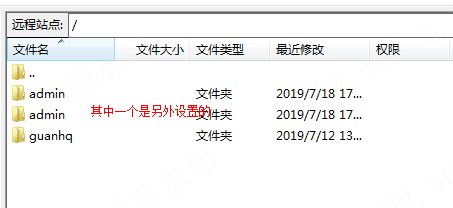 远程站点: /
文件名 文件大小 文件类型 最近修改 权限
..
admin 文件夹 2019/7/18 17...
admin 其中一个是另外设置的 文件夹 2019/7/18 17...
guanhq 文件夹 2019/7/12 13...